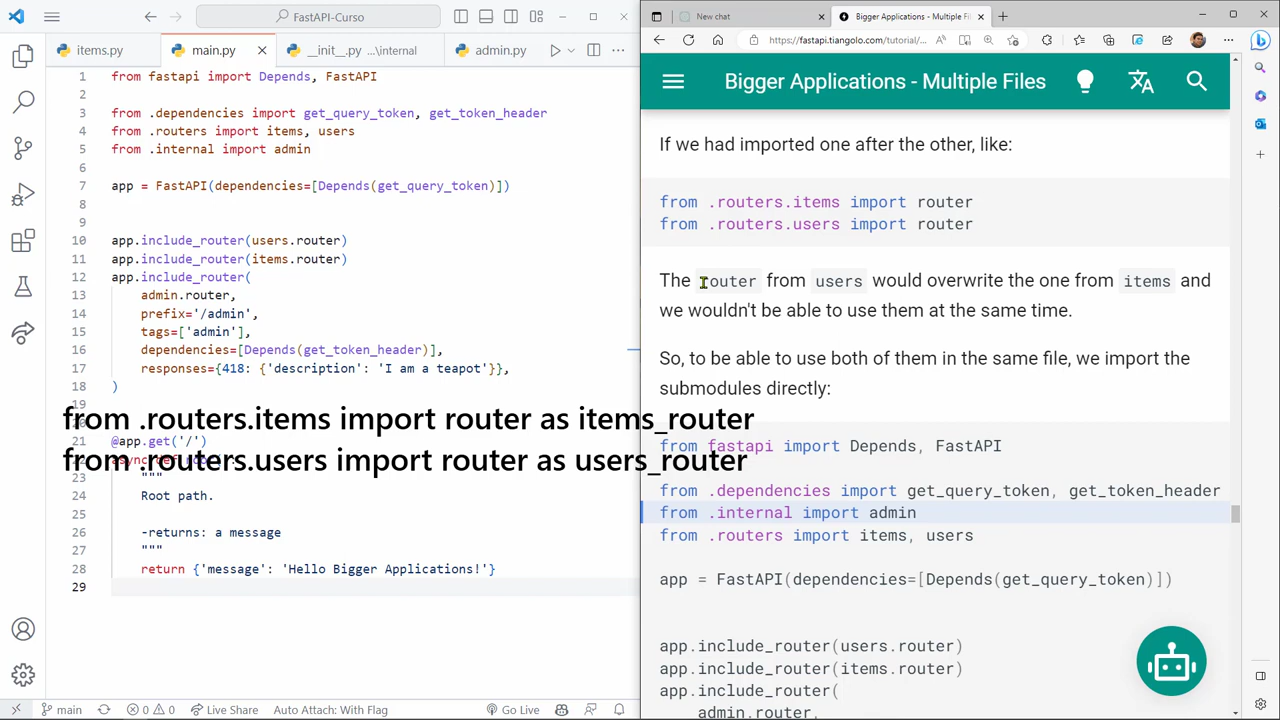 FastAPI-Curso
items.py
main.py
__init__.py ...\internal
admin.py
1 from fastapi import Depends, FastAPI
2
3 from .dependencies import get_query_token, get_token_header
4 from .routers import items, users
5 from .internal import admin
6
7 app = FastAPI(dependencies=[Depends(get_query_token)])
8
9
10 app.include_router(users.router)
11 app.include_router(items.router)
12 app.include_router(
13 admin.router,
14 prefix='/admin',
15 tags=['admin'],
16 dependencies=[Depends(get_token_header)],
17 responses={418: {'description': 'I am a teapot'}},
18 )
19
from .routers.items import router as items_router
21 @app.get('/')
from .routers.users import router as users_router
23 """
24 Root path.
25
26 -returns: a message
27 """
28 return {'message': 'Hello Bigger Applications!'}
29
main
0 0
Live Share
Auto Attach: With Flag
Go Live
New chat
Bigger Applications - Multiple Fi
https://fastapi.tiangolo.com/tutorial/...
Bigger Applications - Multiple Files
If we had imported one after the other, like:
from .routers.items import router
from .routers.users import router
The router from users would overwrite the one from items and
we wouldn't be able to use them at the same time.
So, to be able to use both of them in the same file, we import the
submodules directly:
from fastapi import Depends, FastAPI
from .dependencies import get_query_token, get_token_header
from .internal import admin
from .routers import items, users
app = FastAPI(dependencies=[Depends(get_query_token)])
app.include_router(users.router)
app.include_router(items.router)
app.include_router(
admin.router,